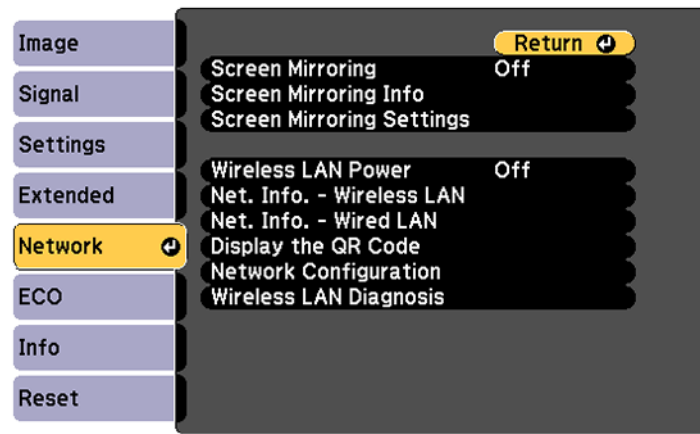 Image
Signal
Settings
Extended
Network
ECO
Info
Reset
Return
Screen Mirroring Off
Screen Mirroring Info
Screen Mirroring Settings
Wireless LAN Power Off
Net. Info. - Wireless LAN
Net. Info. - Wired LAN
Display the QR Code
Network Configuration
Wireless LAN Diagnosis